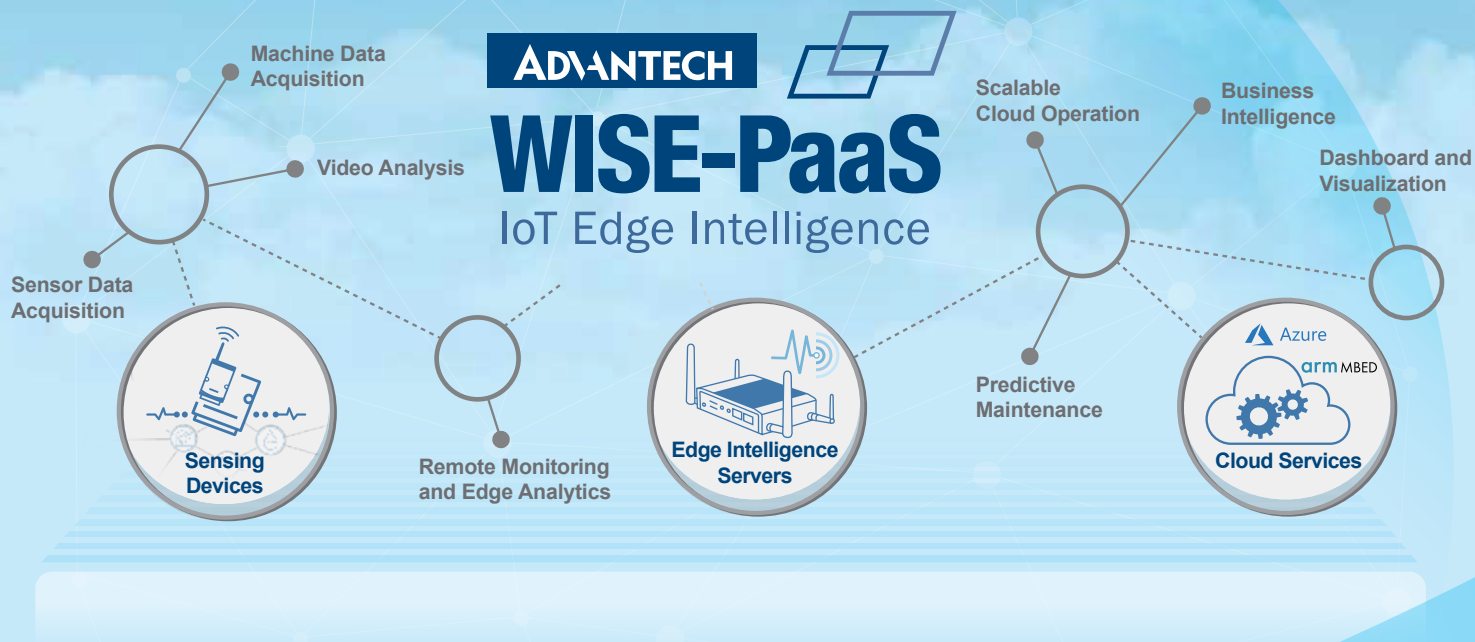 ADVANTECH
WISE-PaaS
IoT Edge Intelligence
Machine Data
Acquisition
Video Analysis
Sensor Data
Acquisition
Sensing
Devices
Remote Monitoring
and Edge Analytics
Edge Intelligence
Servers
Scalable
Cloud Operation
Business
Intelligence
Dashboard and
Visualization
Predictive
Maintenance
Azure
arm MBED
Cloud Services